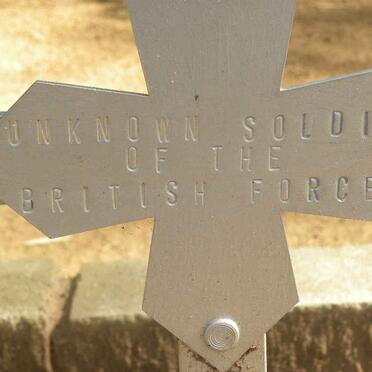 UNKNOWN SOLDI
OF THE
BRITISH FORCE